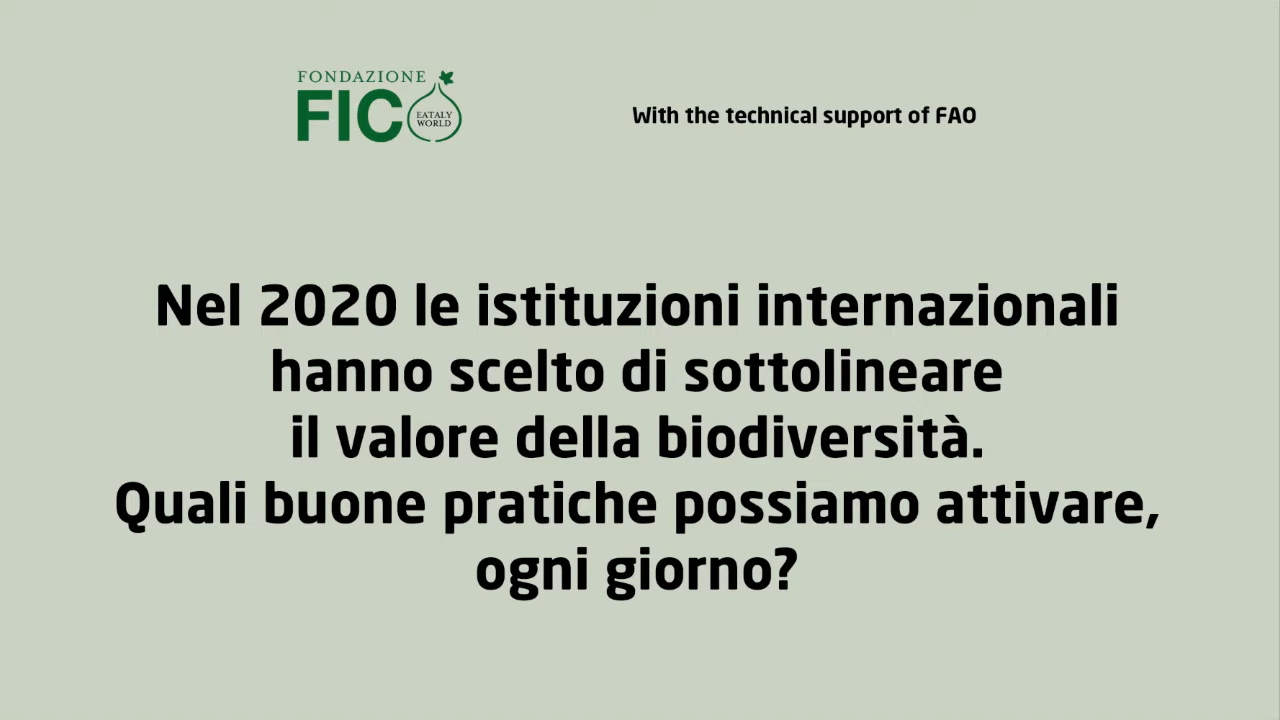 FONDAZIONE
FICO
EATALY
WORLD
With the technical support of FAO
Nel 2020 le istituzioni internazionali
hanno scelto di sottolineare
il valore della biodiversità.
Quali buone pratiche possiamo attivare,
ogni giorno?